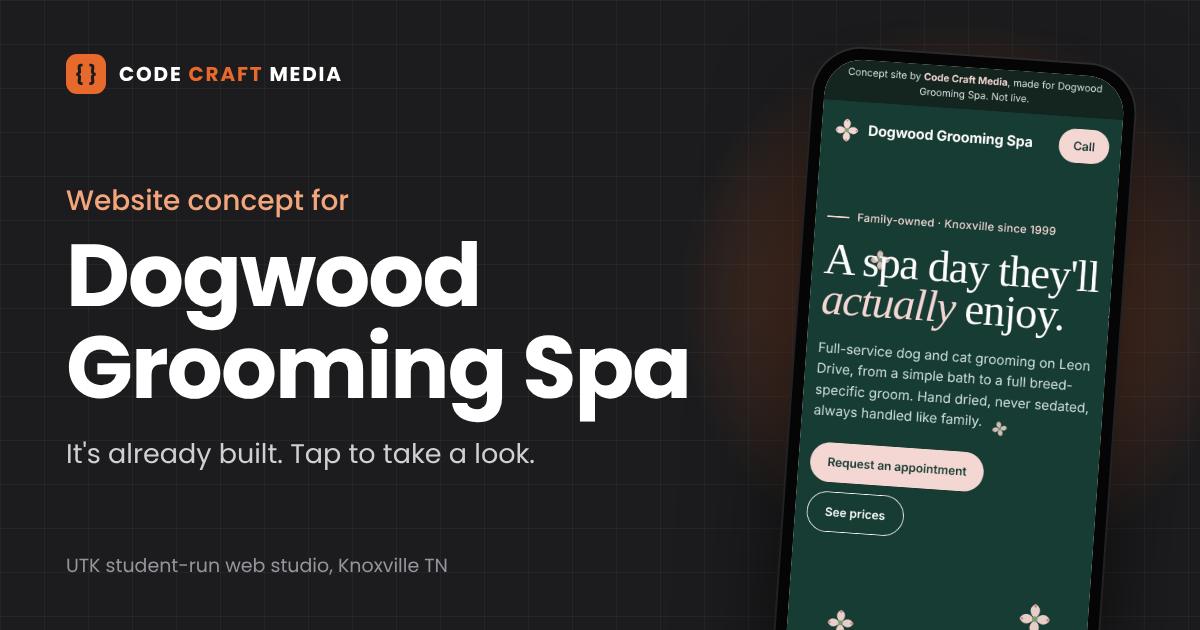 { } CODE CRAFT MEDIA
Website concept for
Dogwood
Grooming Spa
It's already built. Tap to take a look.
UTK student-run web studio, Knoxville TN
Concept site by Code Craft Media, made for Dogwood
Grooming Spa. Not live.
Dogwood Grooming Spa
Call
Family-owned · Knoxville since 1999
A spa day they'll
actually enjoy.
Full-service dog and cat grooming on Leon
Drive, from a simple bath to a full breed-
specific groom. Hand dried, never sedated,
always handled like family.
Request an appointment
See prices